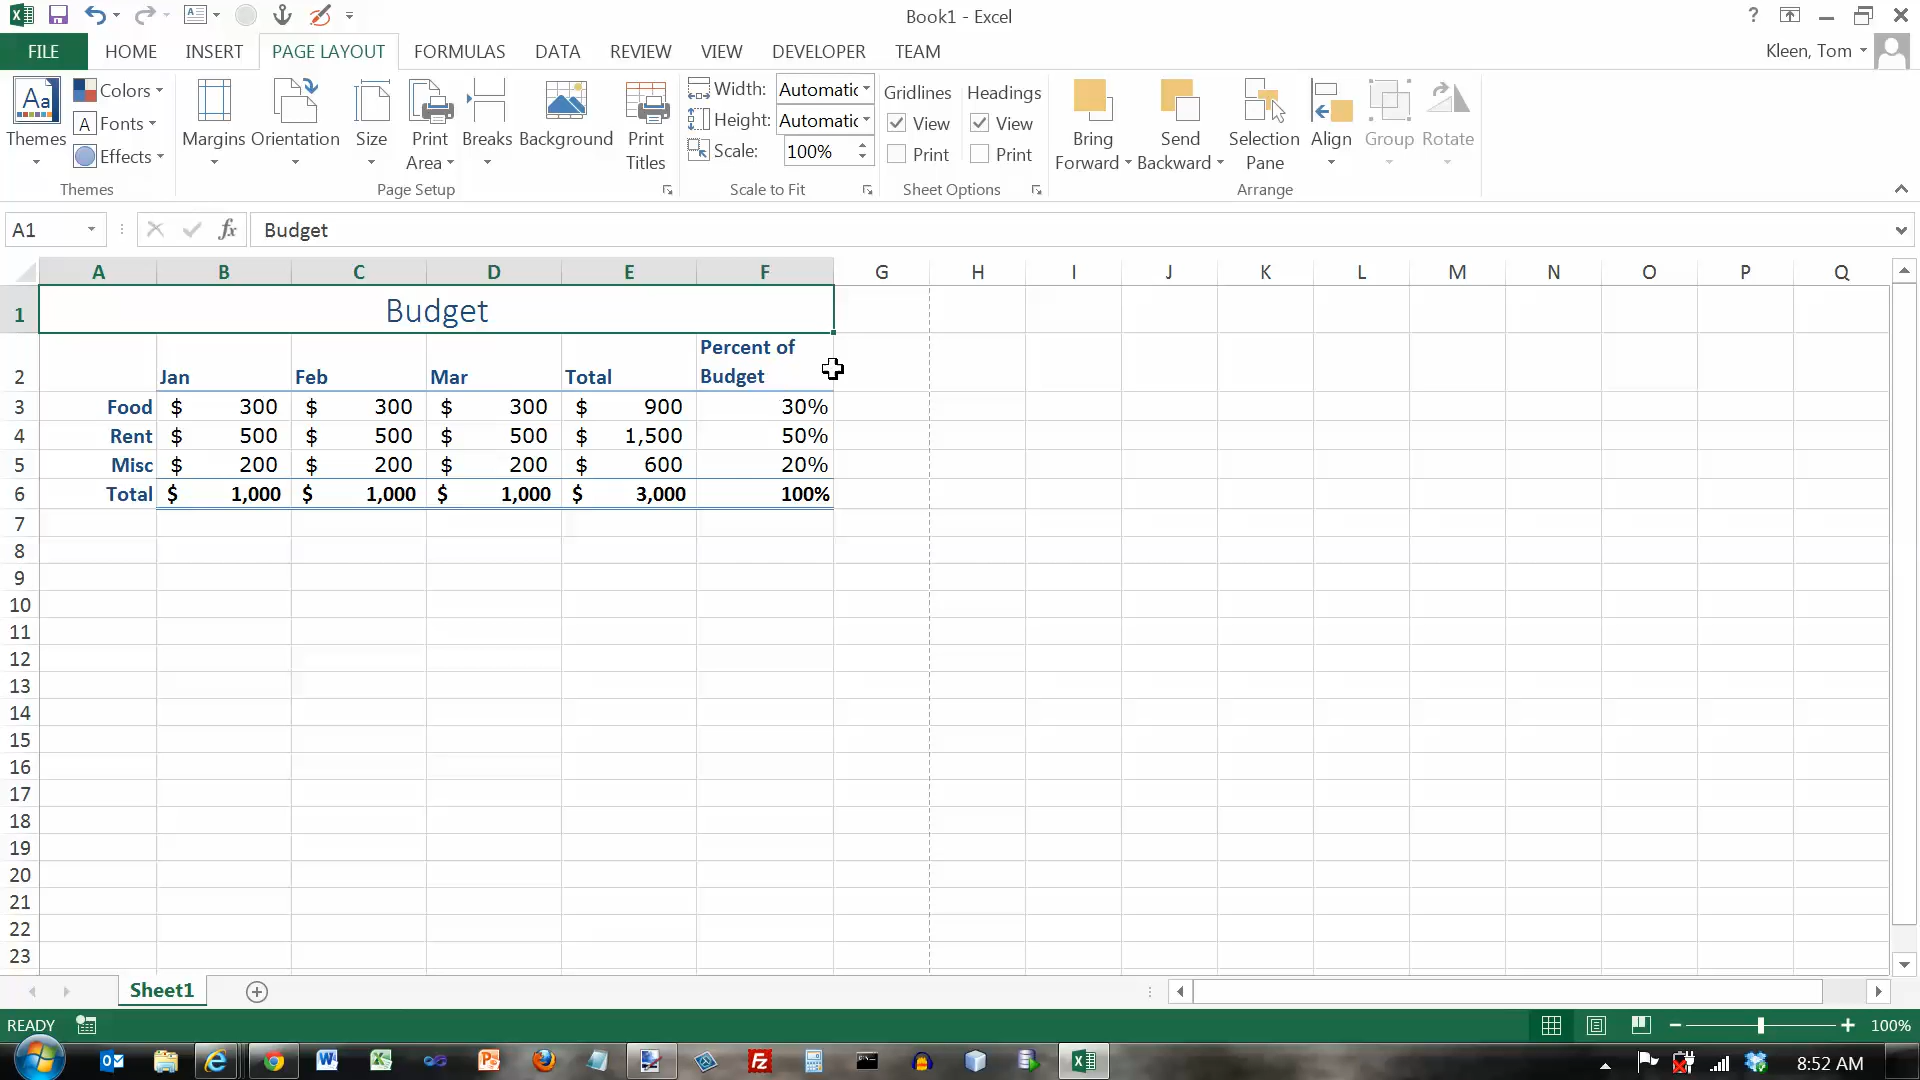 Book1 - Excel
FILE HOME INSERT PAGE LAYOUT FORMULAS DATA REVIEW VIEW DEVELOPER TEAM Kleen, Tom
Aa Colors Width: Automatic Gridlines Headings
A Fonts Height: Automatic View View
Themes Effects Margins Orientation Size Print Area Breaks Background Print Titles Scale: 100% Print Print Bring Forward Send Backward Selection Pane Align Group Rotate
Themes Page Setup Scale to Fit Sheet Options Arrange
A1 fx Budget
A B C D E F G H I J K L M N O P Q
1 Budget
2 Jan Feb Mar Total Percent of Budget
3 Food $ 300 $ 300 $ 300 $ 900 30%
4 Rent $ 500 $ 500 $ 500 $ 1,500 50%
5 Misc $ 200 $ 200 $ 200 $ 600 20%
6 Total $ 1,000 $ 1,000 $ 1,000 $ 3,000 100%
7
8
9
10
11
12
13
14
15
16
17
18
19
20
21
22
23
Sheet1
READY 100%
8:52 AM